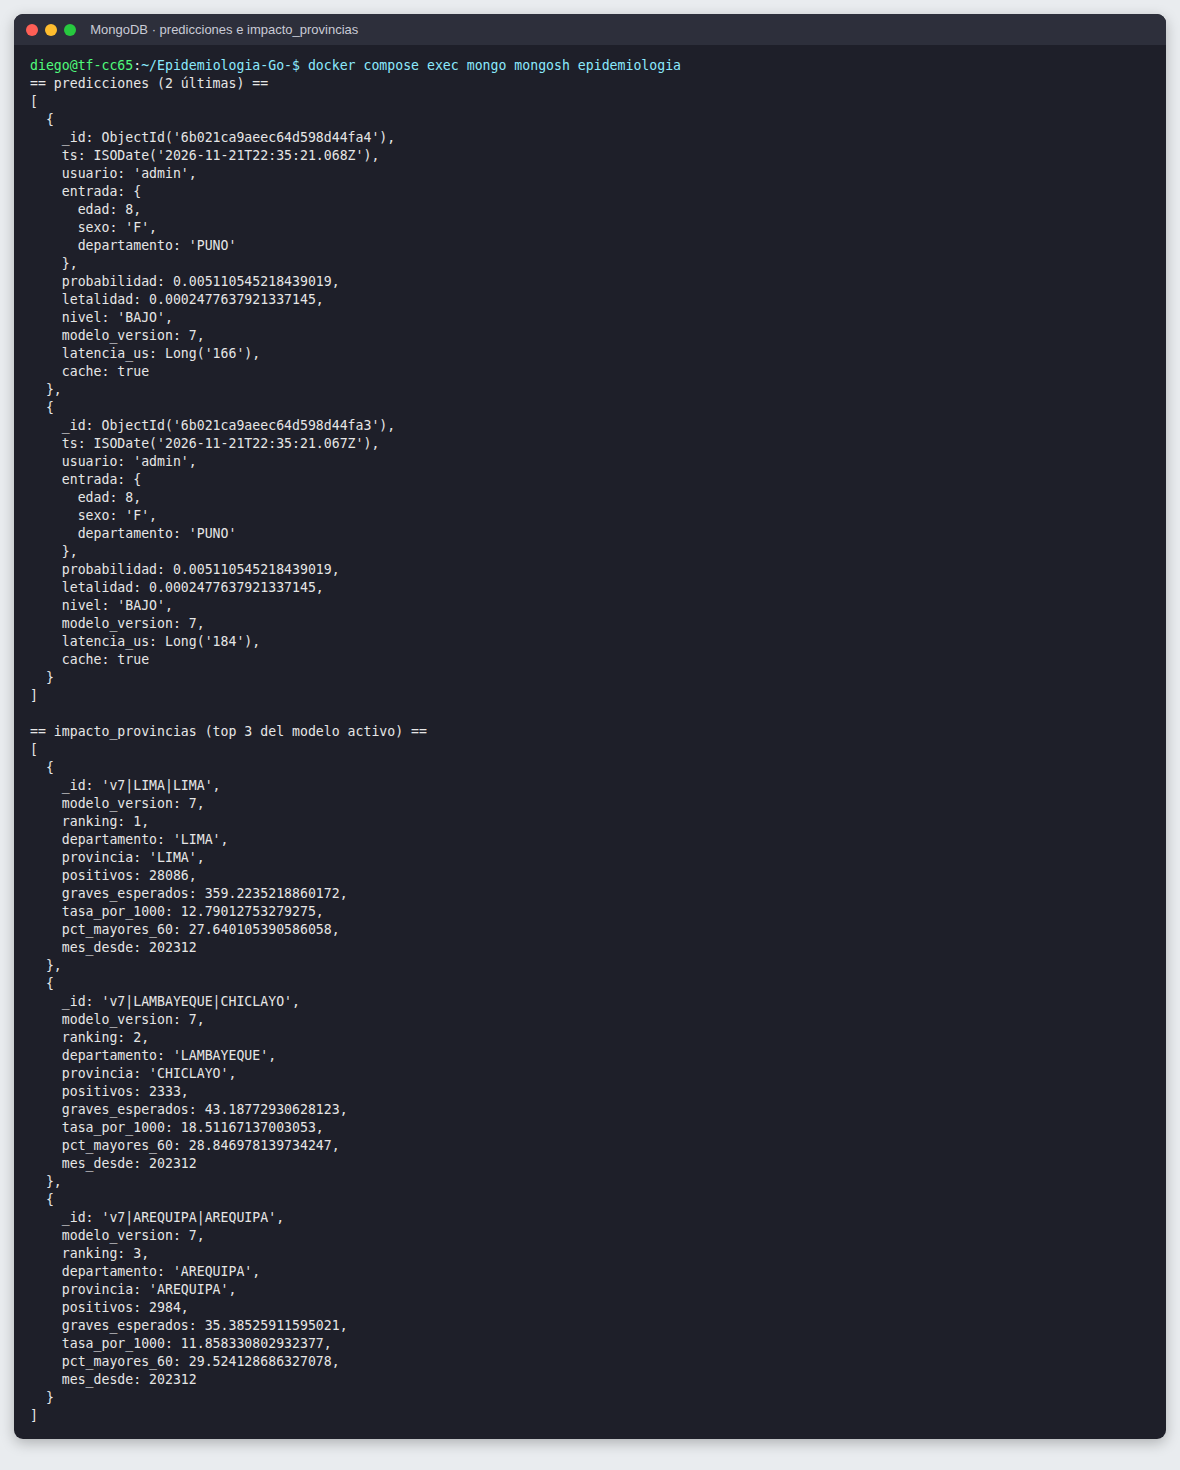 MongoDB · predicciones e impacto_provincias
diego@tf-cc65:~/Epidemiologia-Go-$ docker compose exec mongo mongosh epidemiologia
== predicciones (2 últimas) ==
[
  {
    _id: ObjectId('6b021ca9aeec64d598d44fa4'),
    ts: ISODate('2026-11-21T22:35:21.068Z'),
    usuario: 'admin',
    entrada: {
      edad: 8,
      sexo: 'F',
      departamento: 'PUNO'
    },
    probabilidad: 0.005110545218439019,
    letalidad: 0.0002477637921337145,
    nivel: 'BAJO',
    modelo_version: 7,
    latencia_us: Long('166'),
    cache: true
  },
  {
    _id: ObjectId('6b021ca9aeec64d598d44fa3'),
    ts: ISODate('2026-11-21T22:35:21.067Z'),
    usuario: 'admin',
    entrada: {
      edad: 8,
      sexo: 'F',
      departamento: 'PUNO'
    },
    probabilidad: 0.005110545218439019,
    letalidad: 0.0002477637921337145,
    nivel: 'BAJO',
    modelo_version: 7,
    latencia_us: Long('184'),
    cache: true
  }
]

== impacto_provincias (top 3 del modelo activo) ==
[
  {
    _id: 'v7|LIMA|LIMA',
    modelo_version: 7,
    ranking: 1,
    departamento: 'LIMA',
    provincia: 'LIMA',
    positivos: 28086,
    graves_esperados: 359.2235218860172,
    tasa_por_1000: 12.79012753279275,
    pct_mayores_60: 27.640105390586058,
    mes_desde: 202312
  },
  {
    _id: 'v7|LAMBAYEQUE|CHICLAYO',
    modelo_version: 7,
    ranking: 2,
    departamento: 'LAMBAYEQUE',
    provincia: 'CHICLAYO',
    positivos: 2333,
    graves_esperados: 43.18772930628123,
    tasa_por_1000: 18.51167137003053,
    pct_mayores_60: 28.846978139734247,
    mes_desde: 202312
  },
  {
    _id: 'v7|AREQUIPA|AREQUIPA',
    modelo_version: 7,
    ranking: 3,
    departamento: 'AREQUIPA',
    provincia: 'AREQUIPA',
    positivos: 2984,
    graves_esperados: 35.38525911595021,
    tasa_por_1000: 11.858330802932377,
    pct_mayores_60: 29.524128686327078,
    mes_desde: 202312
  }
]